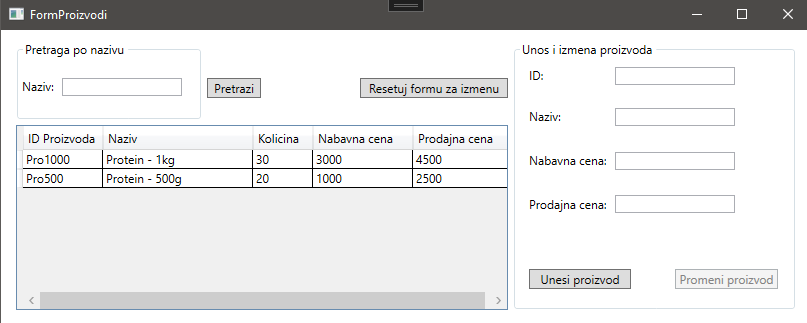 FormProizvodi
Pretraga po nazivu
Naziv:
Pretrazi
Resetuj formu za izmenu
ID Proizvoda Naziv Kolicina Nabavna cena Prodajna cena
Pro1000 Protein - 1kg 30 3000 4500
Pro500 Protein - 500g 20 1000 2500
Unos i izmena proizvoda
ID:
Naziv:
Nabavna cena:
Prodajna cena:
Unesi proizvod
Promeni proizvod